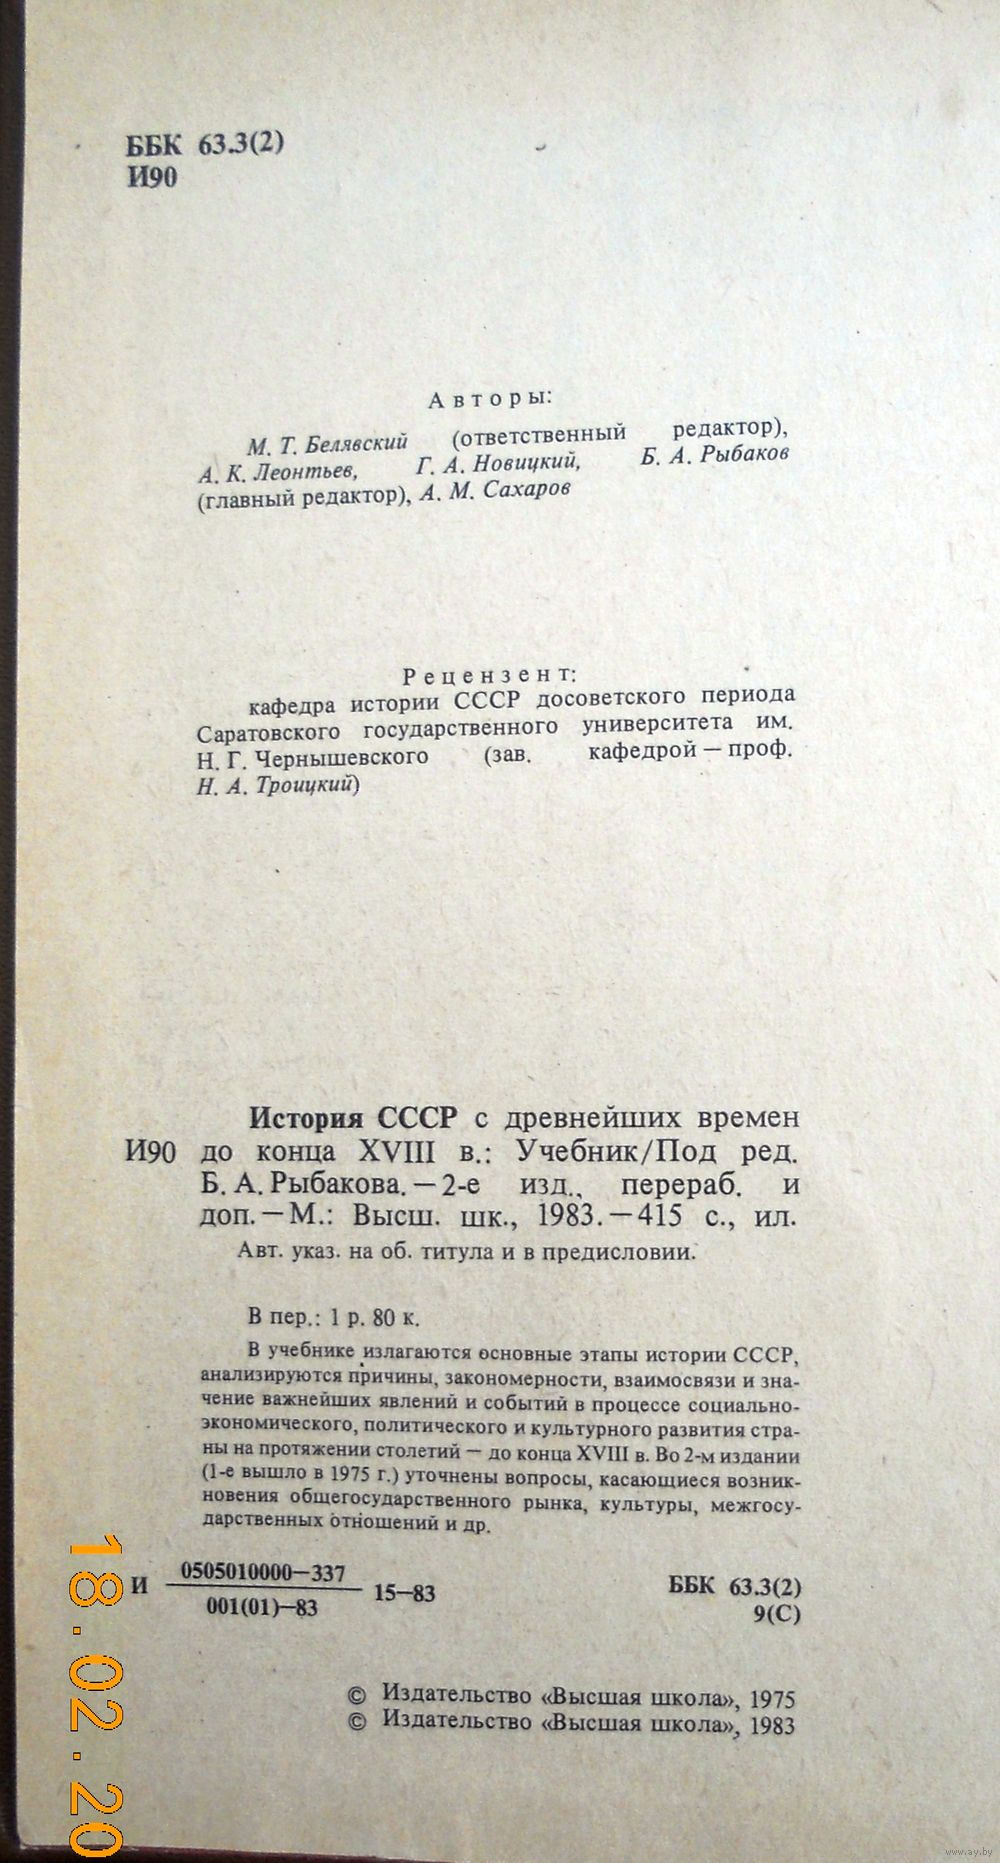 ББК 63.3(2)
И90
Авторы:
М. Т. Белявский (ответственный редактор),
А. К. Леонтьев, Г. А. Новицкий, Б. А. Рыбаков
(главный редактор), А. М. Сахаров
Рецензент:
кафедра истории СССР досоветского периода
Саратовского государственного университета им.
Н. Г. Чернышевского (зав. кафедрой — проф.
Н. А. Троицкий)
История СССР с древнейших времен
И90 до конца XVIII в.: Учебник/Под ред.
Б. А. Рыбакова. — 2-е изд., перераб. и
доп. — М.: Высш. шк., 1983. — 415 с., ил.
Авт. указ. на об. титула и в предисловии.
В пер.: 1 р. 80 к.
В учебнике излагаются основные этапы истории СССР,
анализируются причины, закономерности, взаимосвязи и зна-
чение важнейших явлений и событий в процессе социально-
экономического, политического и культурного развития стра-
ны на протяжении столетий — до конца XVIII в. Во 2-м издании
(1-е вышло в 1975 г.) уточнены вопросы, касающиеся возник-
новения общегосударственного рынка, культуры, межгосу-
дарственных отношений и др.
И 0505010000—337
001(01)—83
15—83
ББК 63.3(2)
9(С)
© Издательство «Высшая школа», 1975
© Издательство «Высшая школа», 1983
18.02.20
www.ay.by